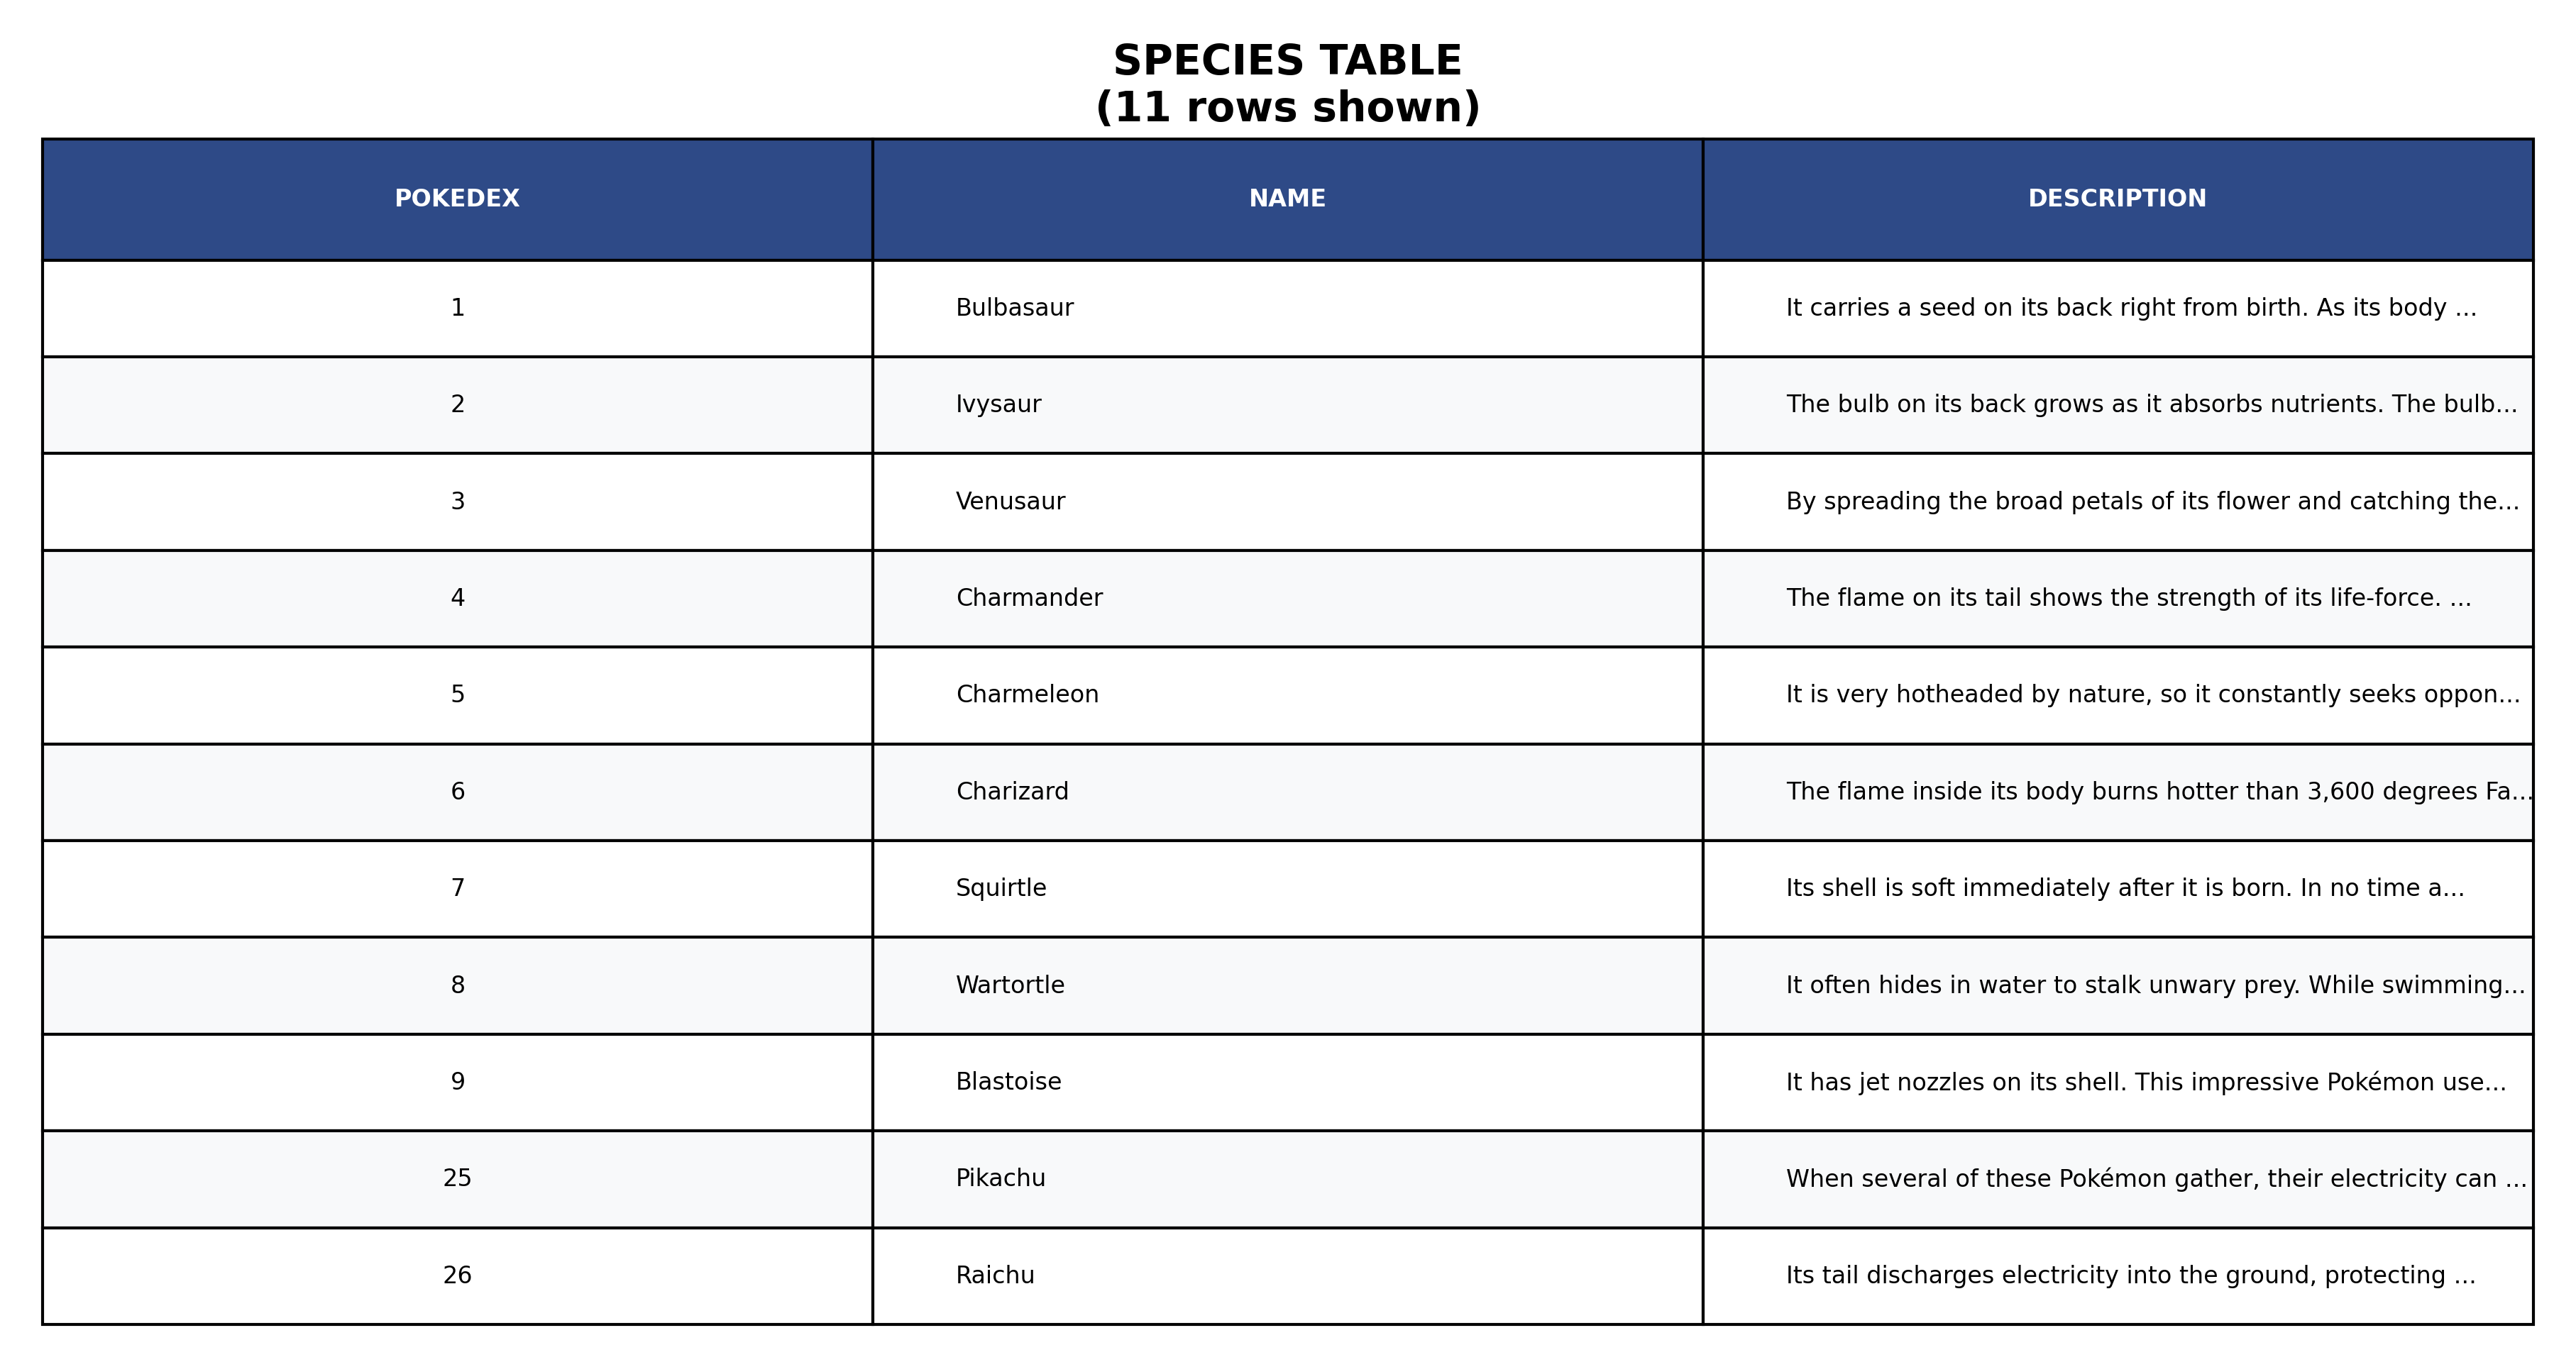 SPECIES TABLE
(11 rows shown)
POKEDEX NAME DESCRIPTION
1 Bulbasaur It carries a seed on its back right from birth. As its body ...
2 Ivysaur The bulb on its back grows as it absorbs nutrients. The bulb...
3 Venusaur By spreading the broad petals of its flower and catching the...
4 Charmander The flame on its tail shows the strength of its life-force. ...
5 Charmeleon It is very hotheaded by nature, so it constantly seeks oppon...
6 Charizard The flame inside its body burns hotter than 3,600 degrees Fa...
7 Squirtle Its shell is soft immediately after it is born. In no time a...
8 Wartortle It often hides in water to stalk unwary prey. While swimming...
9 Blastoise It has jet nozzles on its shell. This impressive Pokémon use...
25 Pikachu When several of these Pokémon gather, their electricity can ...
26 Raichu Its tail discharges electricity into the ground, protecting ...